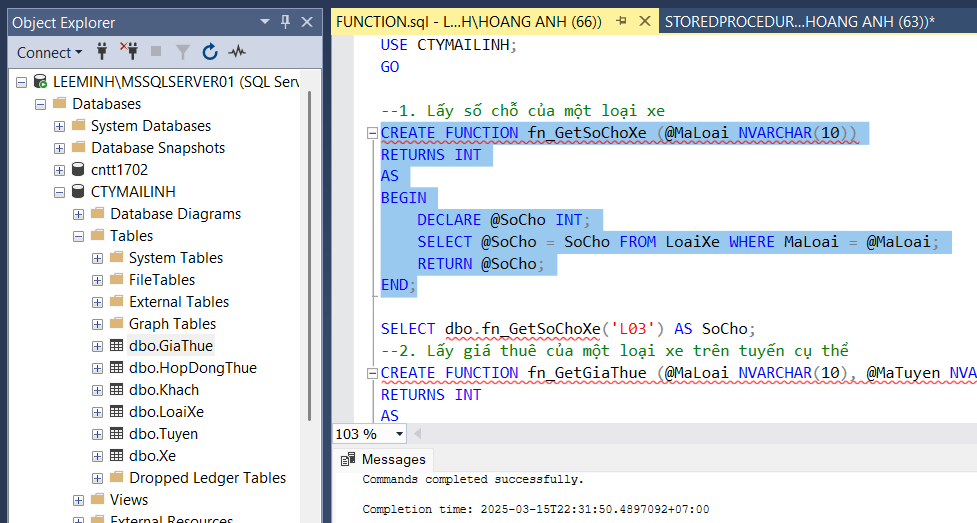 Object Explorer
Connect
LEEMINH\MSSQLSERVER01 (SQL Serv
Databases
System Databases
Database Snapshots
cntt1702
CTYMAILINH
Database Diagrams
Tables
System Tables
FileTables
External Tables
Graph Tables
dbo.GiaThue
dbo.HopDongThue
dbo.Khach
dbo.LoaiXe
dbo.Tuyen
dbo.Xe
Dropped Ledger Tables
Views
External Resources
FUNCTION.sql - L...H\HOANG ANH (66))
STOREDPROCEDUR...HOANG ANH (63))*
USE CTYMAILINH;
GO
--1. Lấy số chỗ của một loại xe
CREATE FUNCTION fn_GetSoChoXe (@MaLoai NVARCHAR(10))
RETURNS INT
AS
BEGIN
DECLARE @SoCho INT;
SELECT @SoCho = SoCho FROM LoaiXe WHERE MaLoai = @MaLoai;
RETURN @SoCho;
END;
SELECT dbo.fn_GetSoChoXe('L03') AS SoCho;
--2. Lấy giá thuê của một loại xe trên tuyến cụ thể
CREATE FUNCTION fn_GetGiaThue (@MaLoai NVARCHAR(10), @MaTuyen NVA
RETURNS INT
AS
103 %
Messages
Commands completed successfully.
Completion time: 2025-03-15T22:31:50.4897092+07:00